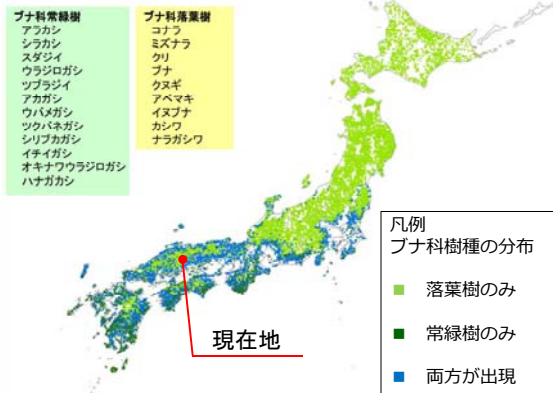 ブナ科常緑樹
アラカシ
シラカシ
スダジイ
ウラジロガシ
ツブラジイ
アカガシ
ウバメガシ
ツクバネガシ
シリブカガシ
イチイガシ
オキナワウラジロガシ
ハナガカシ
ブナ科落葉樹
コナラ
ミズナラ
クリ
ブナ
クヌギ
アベマキ
イヌブナ
カシワ
ナラガシワ
現在地
凡例
ブナ科樹種の分布
落葉樹のみ
常緑樹のみ
両方が出現